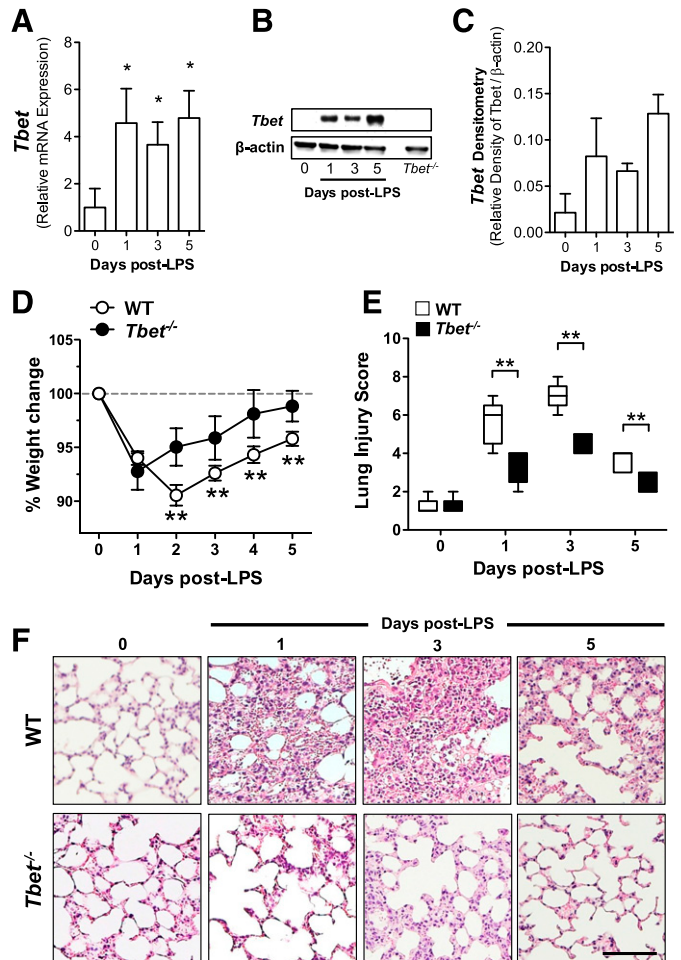 A
Tbet
(Relative mRNA Expression)
8
6
4
2
0
* * *
0 1 3 5
Days post-LPS
B
Tbet
β-actin
0 1 3 5 Tbet-/-
Days post-LPS
C
Tbet Densitometry
(Relative Density of Tbet / β-actin)
0.20
0.15
0.10
0.05
0.00
0 1 3 5
Days post-LPS
D
WT
Tbet-/-
% Weight change
105
100
95
90
** ** ** **
0 1 2 3 4 5
Days post-LPS
E
WT
Tbet-/-
Lung Injury Score
10
8
6
4
2
0
** ** **
0 1 3 5
Days post-LPS
F
Days post-LPS
0 1 3 5
WT
Tbet-/-